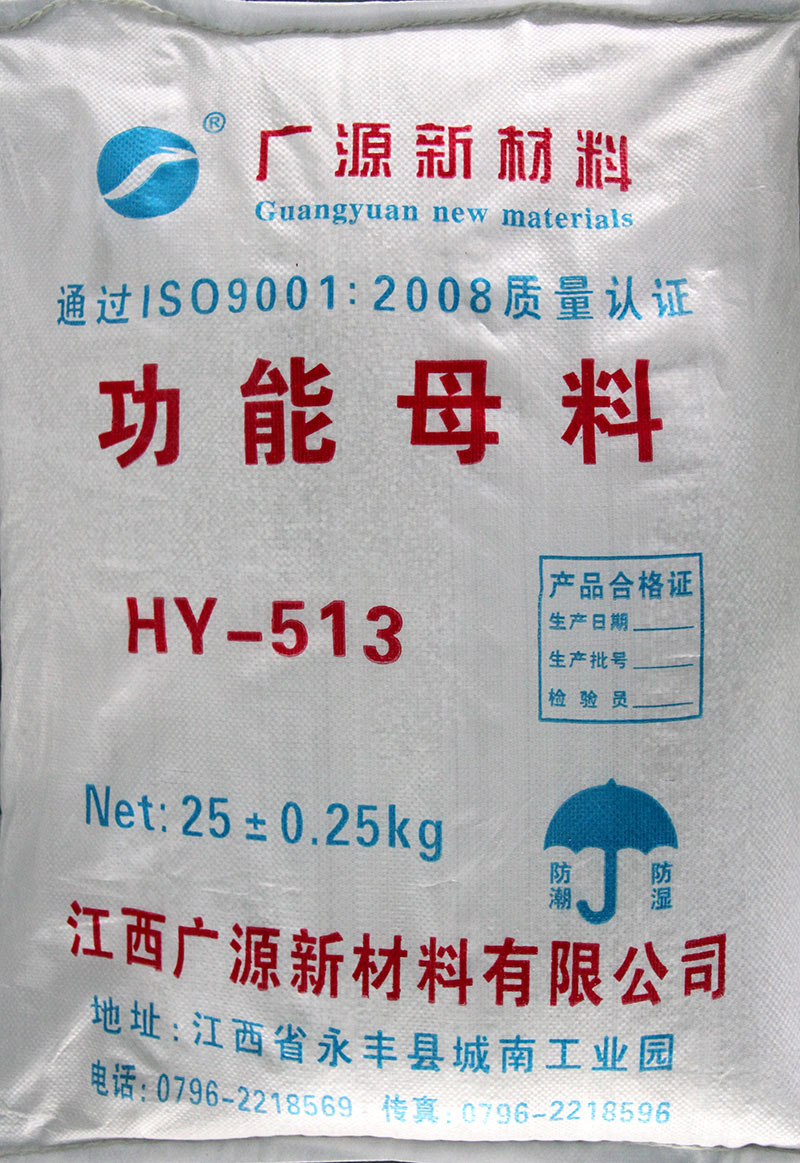 ®
广源新材料
Guangyuan new materials
通过ISO9001:2008质量认证
功能母料
HY-513
产品合格证
生产日期
生产批号
检验员
Net: 25±0.25kg
防潮 防湿
江西广源新材料有限公司
地址:江西省永丰县城南工业园
电话:0796-2218569 传真:0796-2218596